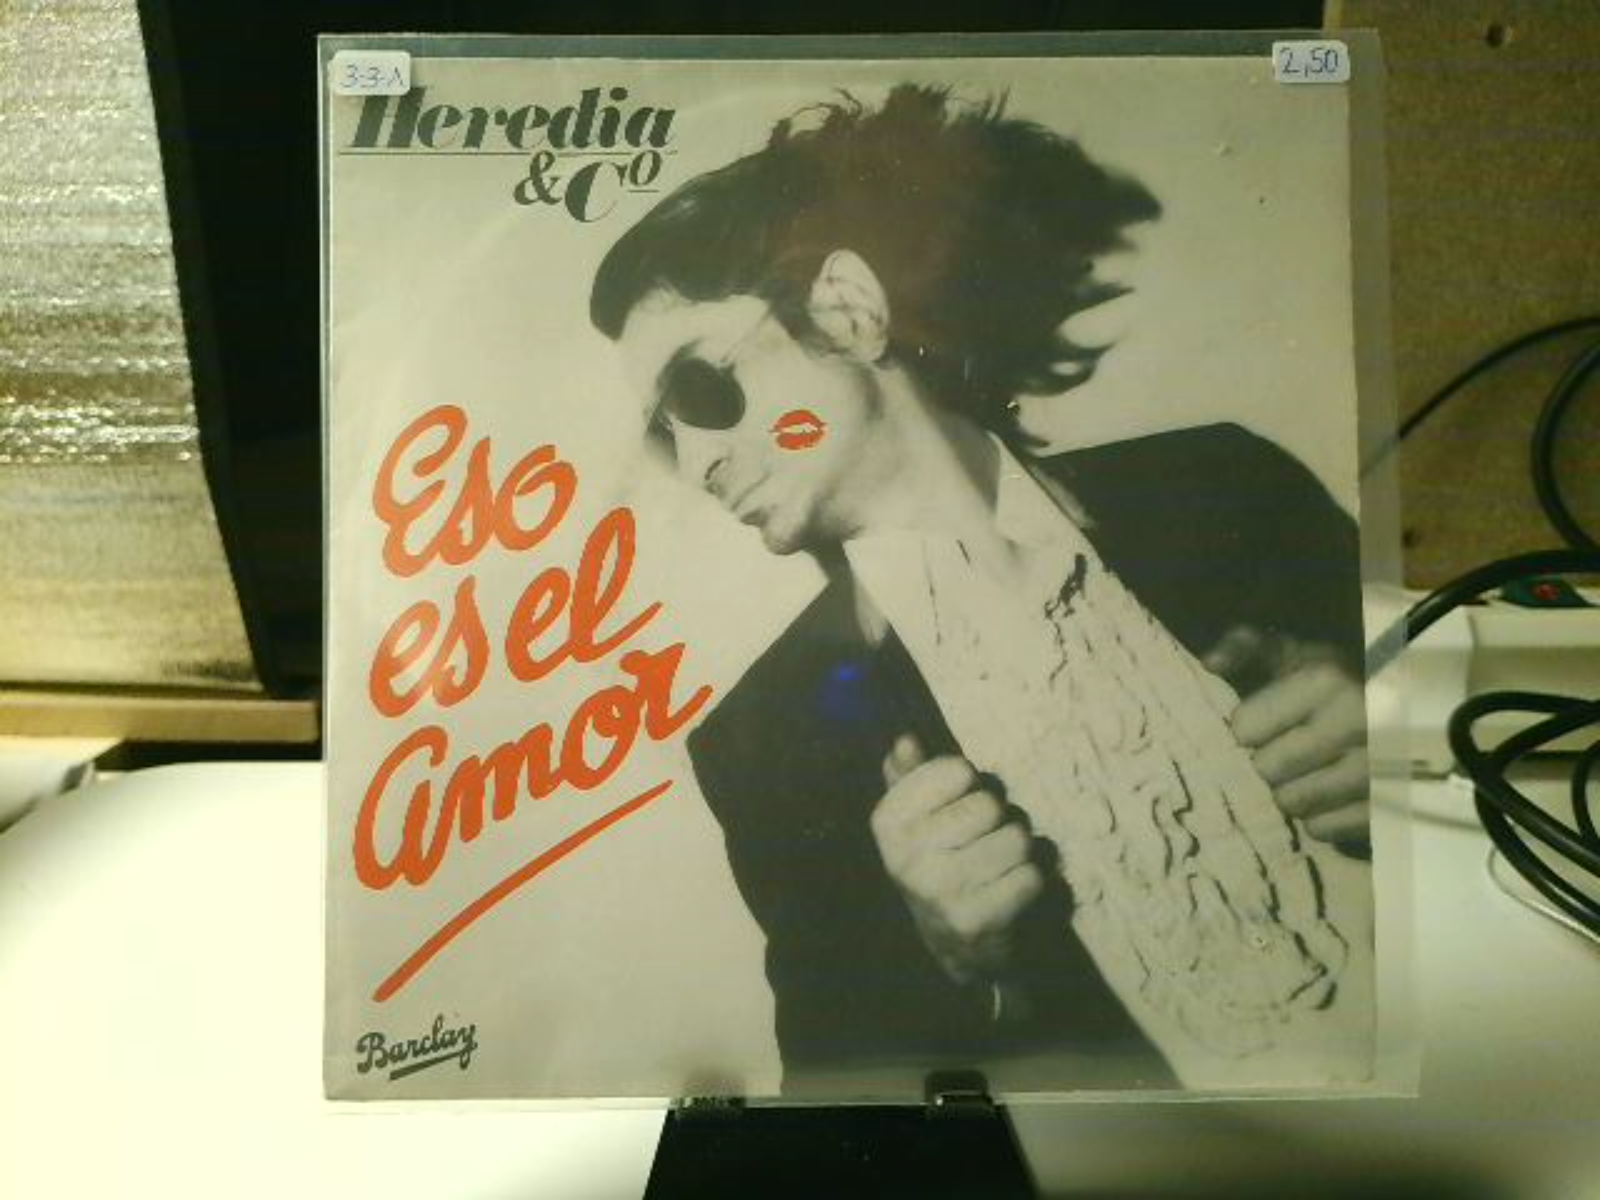 3-3-1
2,50
Heredia
& Co
Eso
es el
amor
Barclay